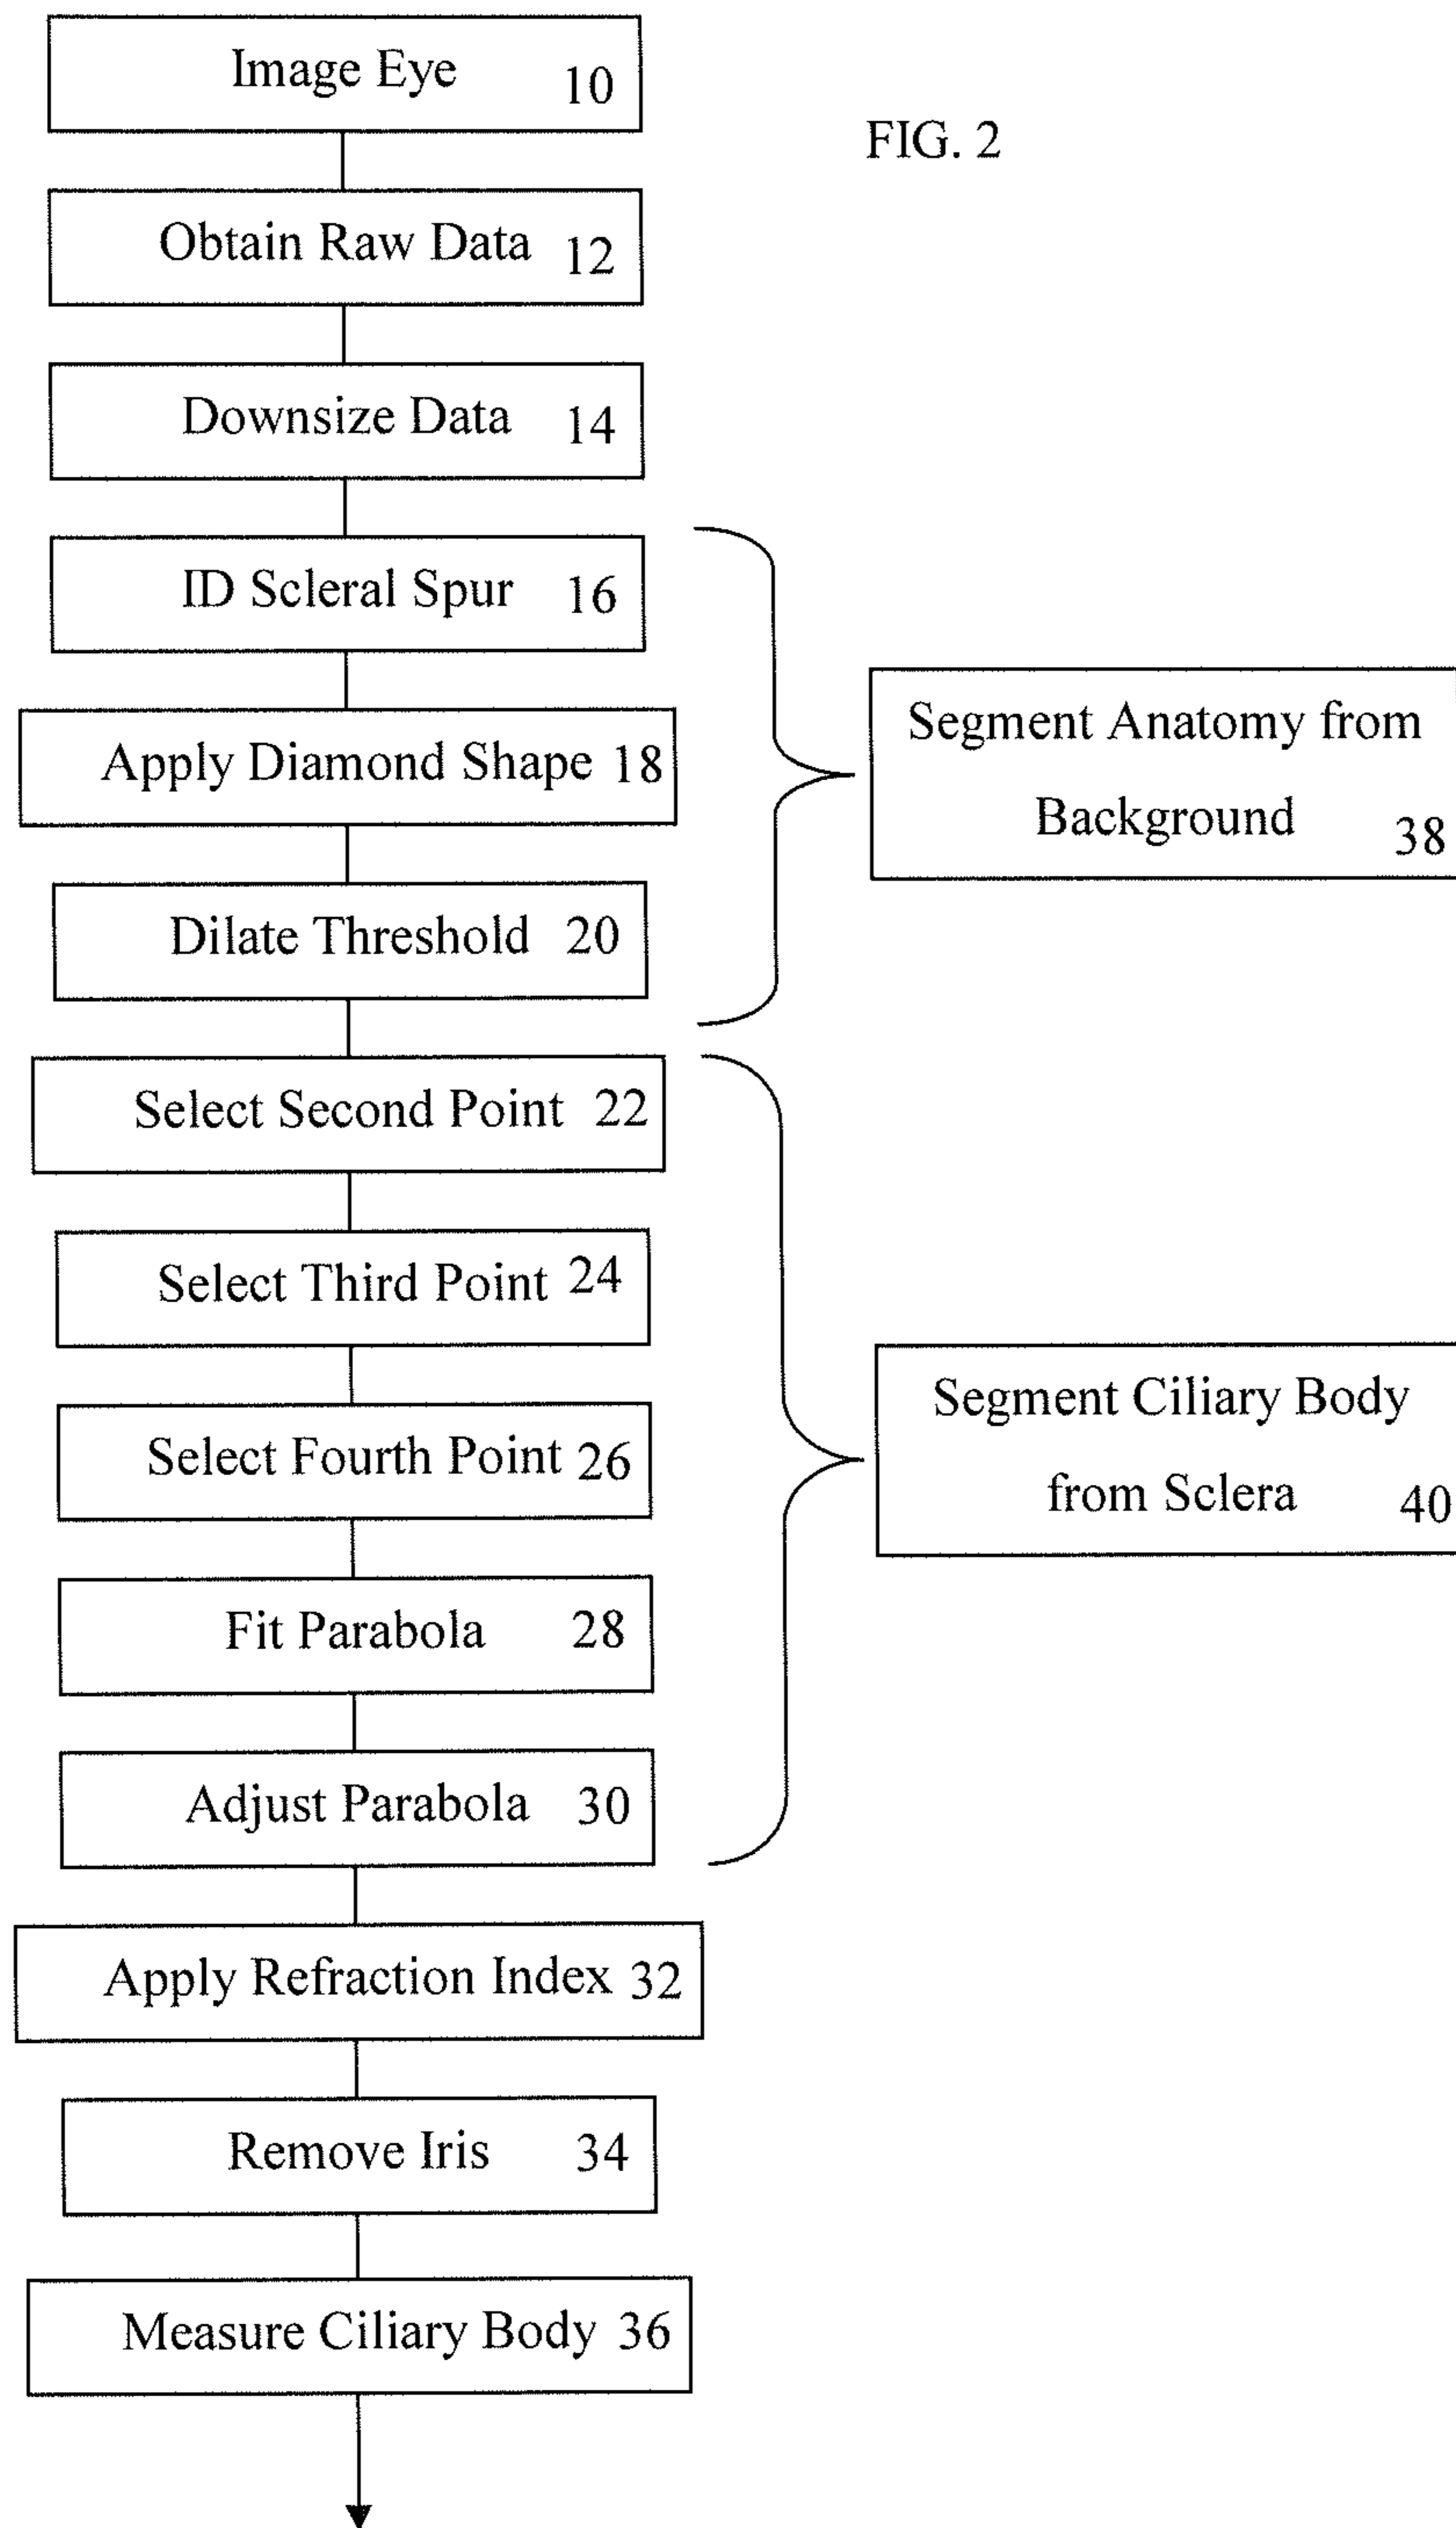 Image Eye 10
FIG. 2
Obtain Raw Data 12
Downsize Data 14
ID Scleral Spur 16
Apply Diamond Shape 18
Dilate Threshold 20
Segment Anatomy from
Background 38
Select Second Point 22
Select Third Point 24
Select Fourth Point 26
Fit Parabola 28
Adjust Parabola 30
Segment Ciliary Body
from Sclera 40
Apply Refraction Index 32
Remove Iris 34
Measure Ciliary Body 36